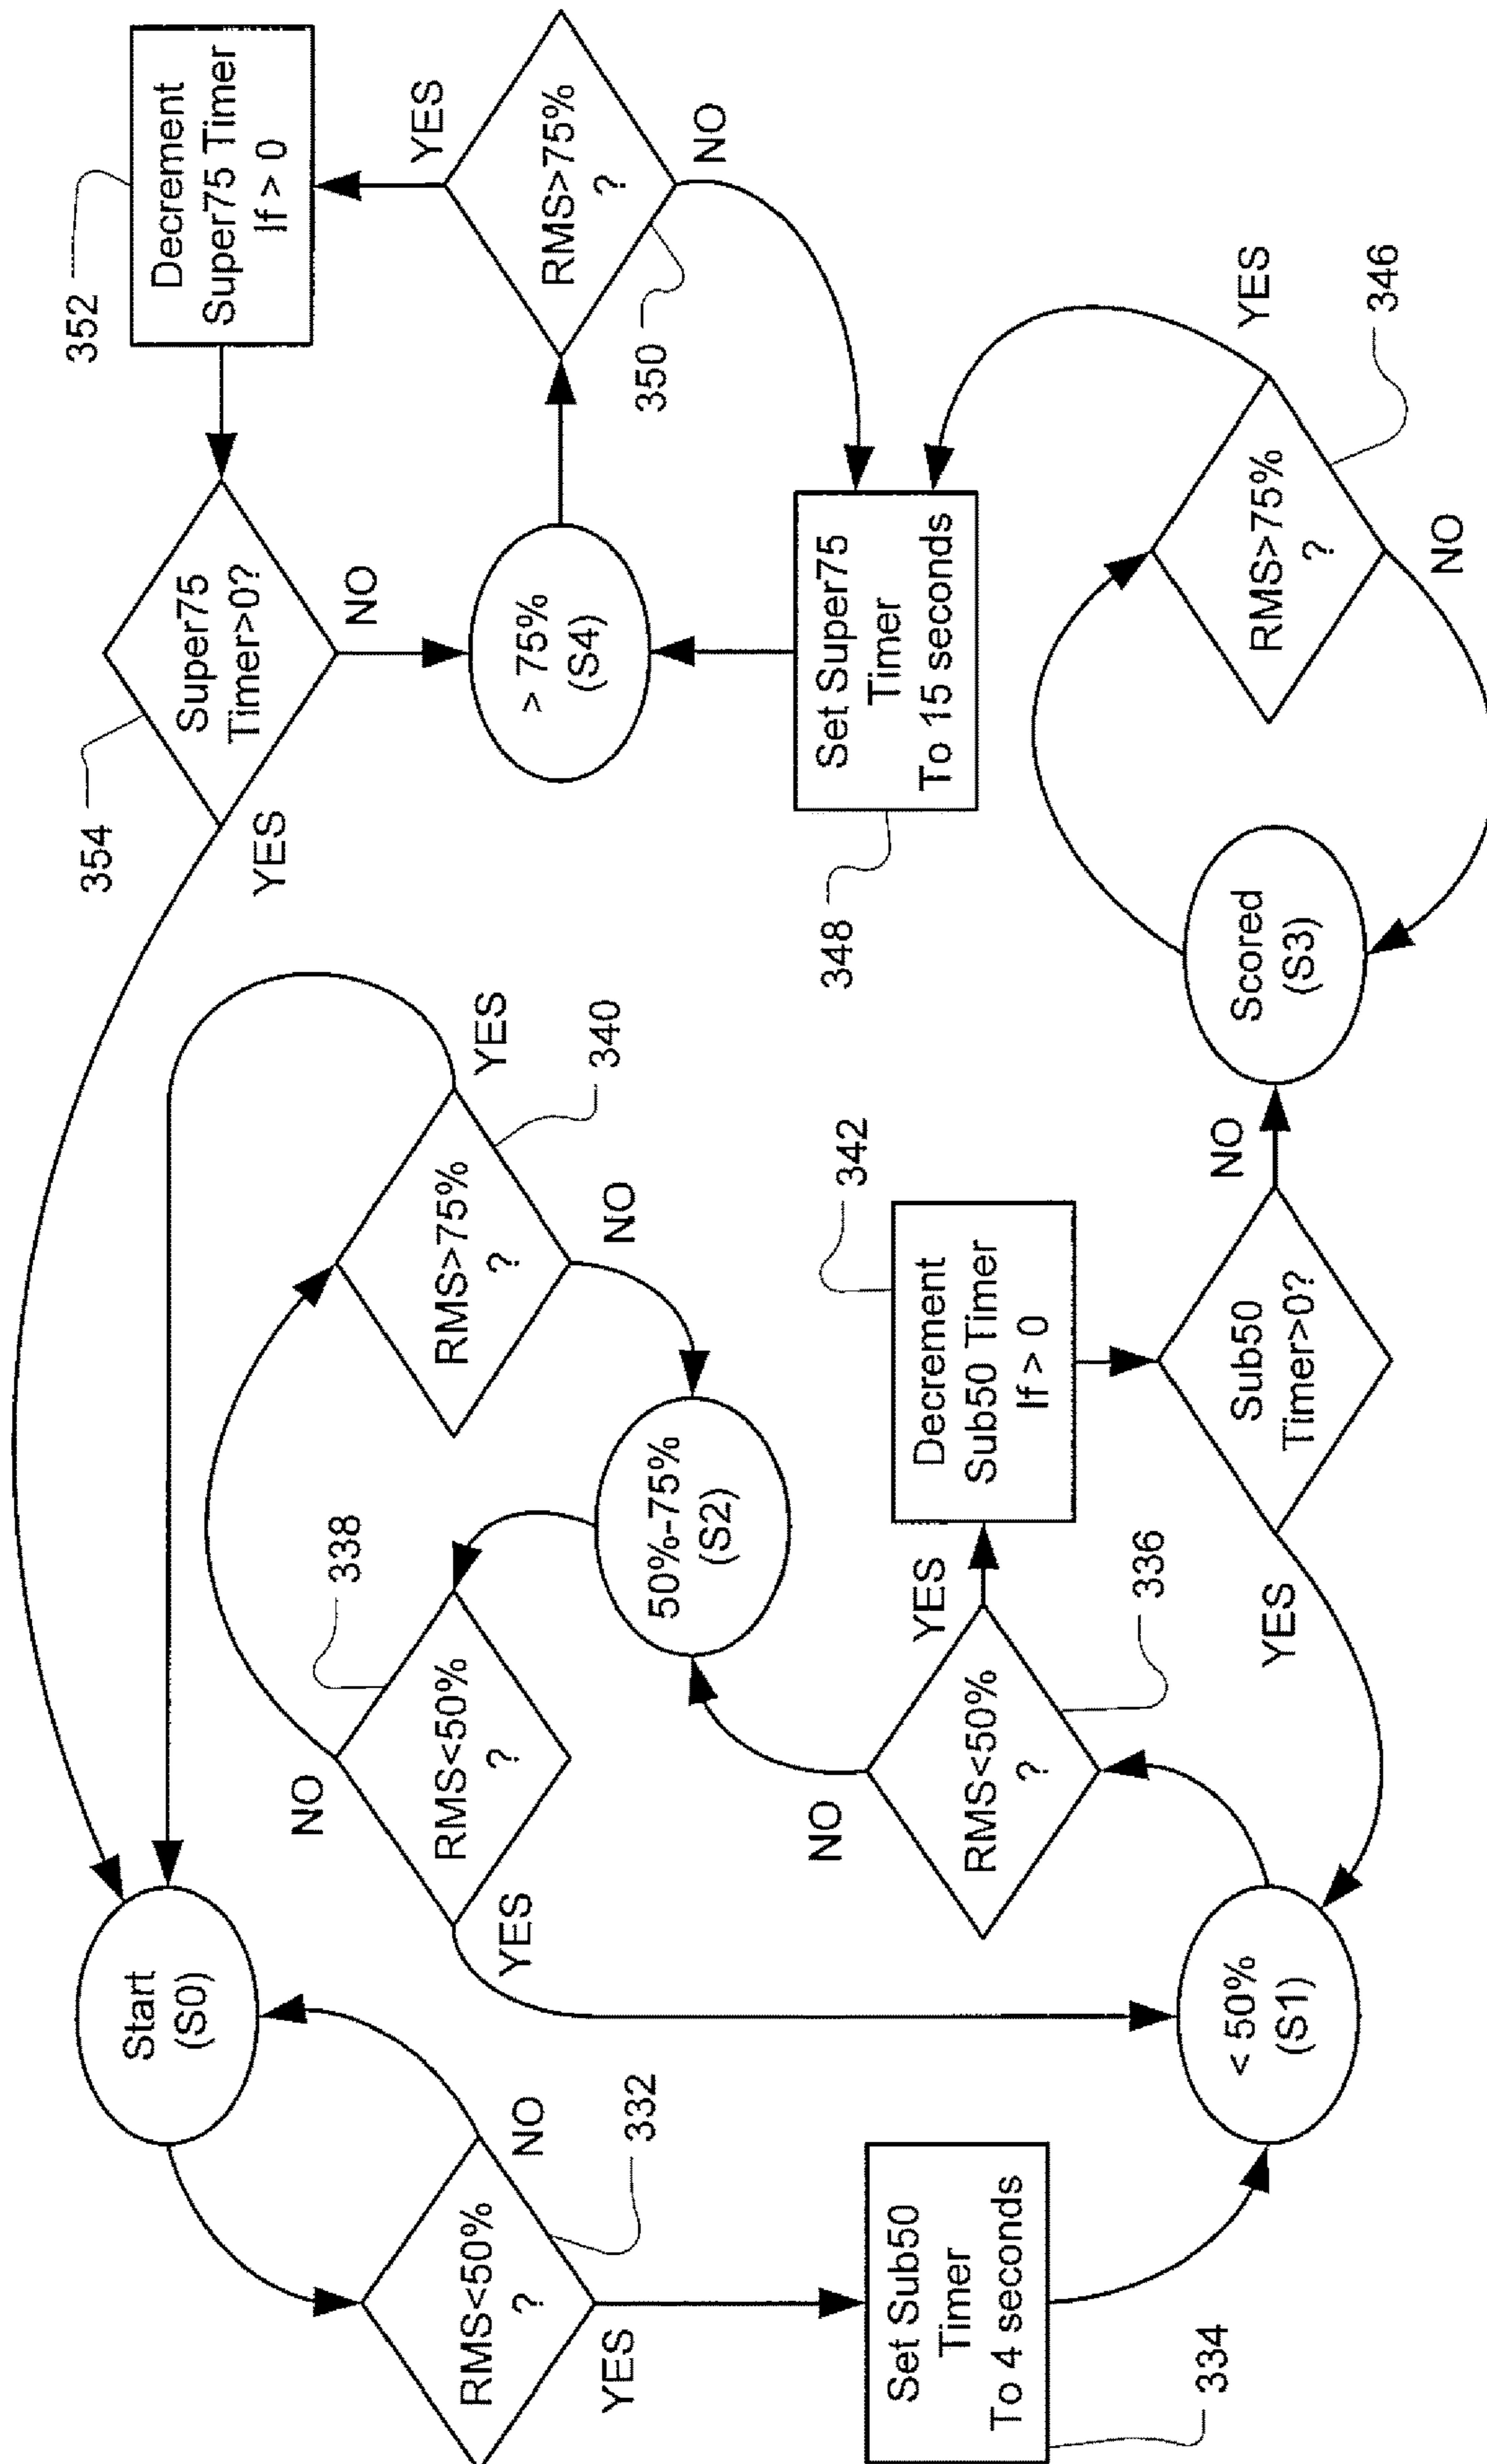 Start
(S0)
RMS<50%
?
NO
YES
332
Set Sub50
Timer
To 4 seconds
334
< 50%
(S1)
RMS<50%
?
NO
YES
336
50%-75%
(S2)
RMS<50%
?
NO
YES
338
RMS>75%
?
YES
NO
340
Decrement
Sub50 Timer
If > 0
342
Sub50
Timer>0?
YES
NO
Scored
(S3)
RMS>75%
?
YES
NO
346
Set Super75
Timer
To 15 seconds
348
> 75%
(S4)
RMS>75%
?
YES
NO
350
Decrement
Super75 Timer
If > 0
352
Super75
Timer>0?
YES
NO
354